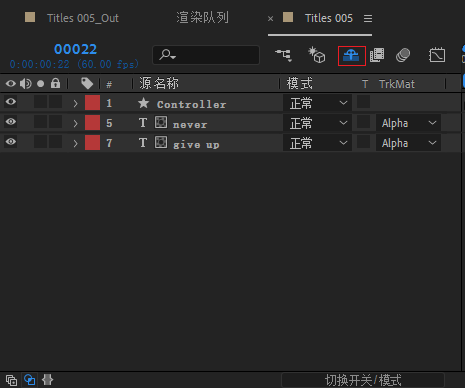 Titles 005_Out 渲染队列 × Titles 005
00022
0:00:00:22 (60.00 fps)
# 源名称 模式 T TrkMat
1 Controller 正常
5 T never 正常 Alpha
7 T give up 正常 Alpha
切换开关/模式